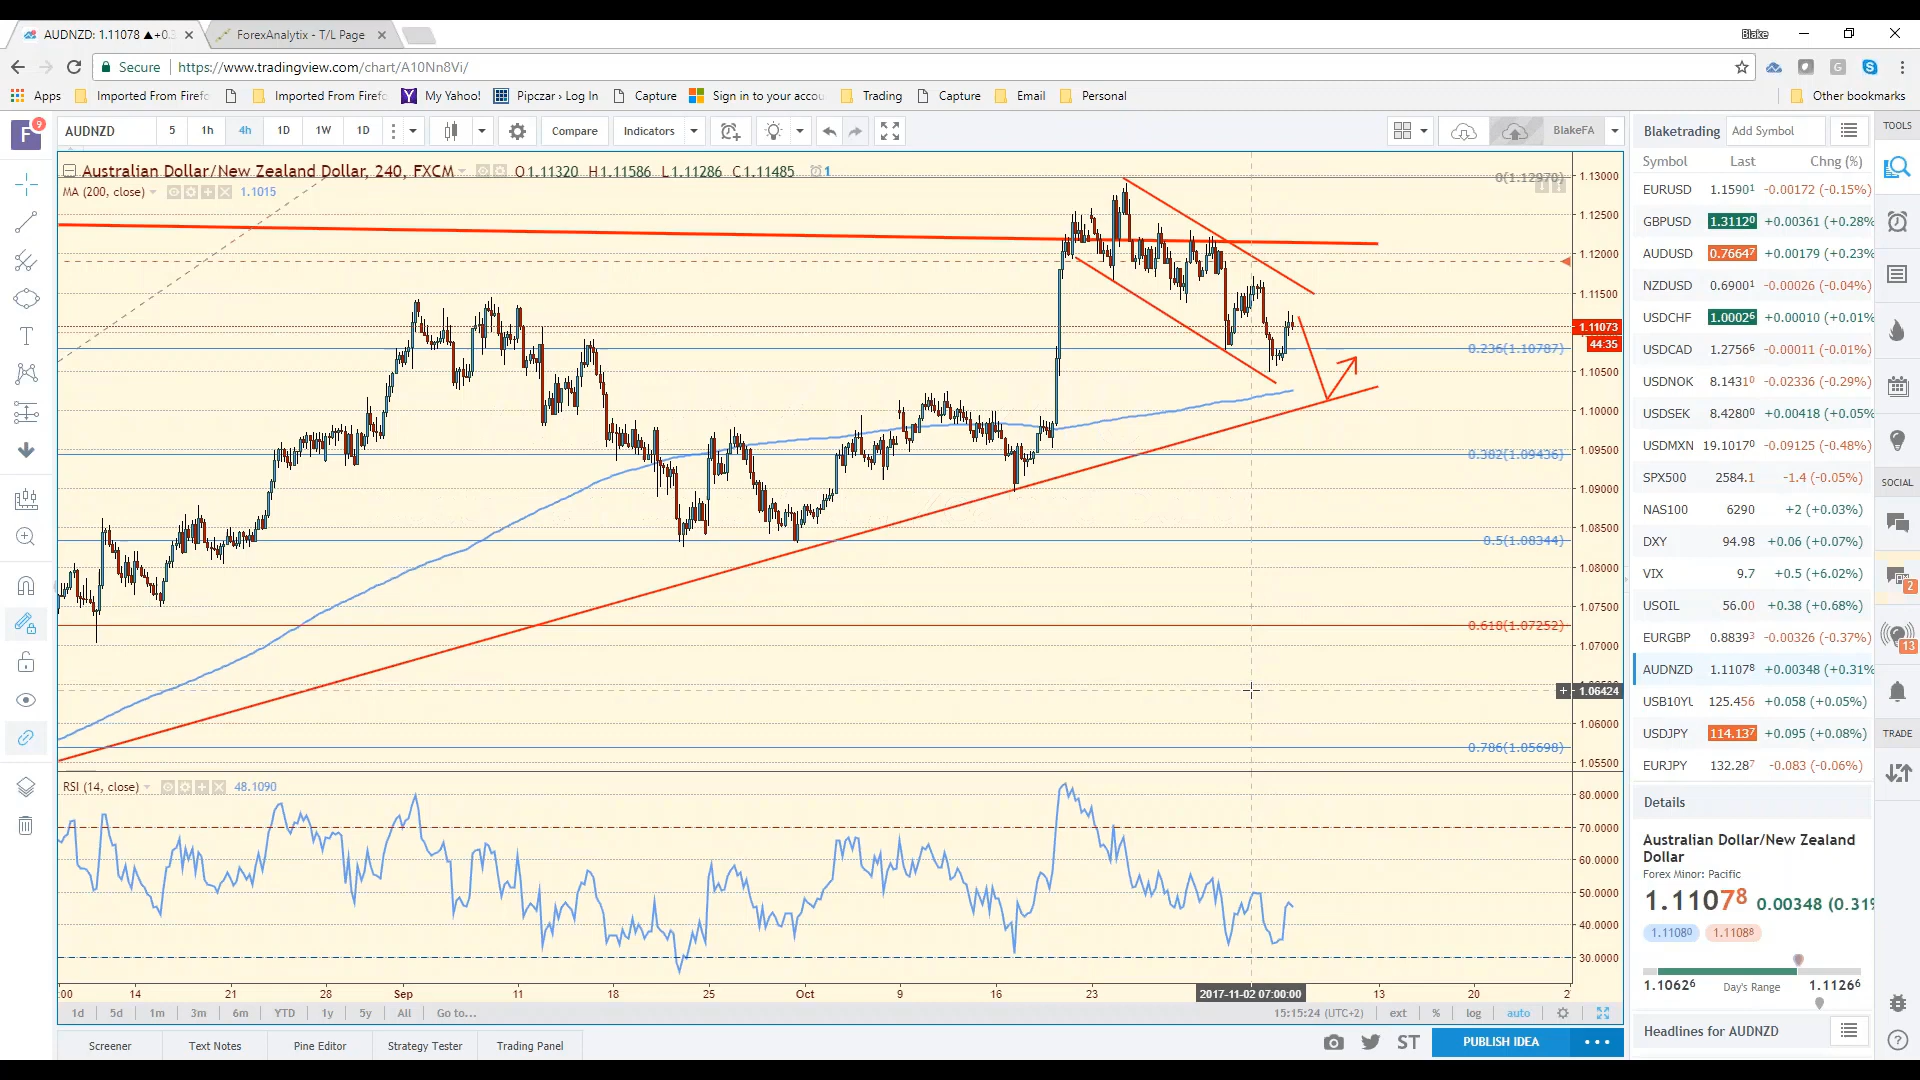 AUDNZD: 1.11078 ▲+0.3
ForexAnalytix - T/L Page
Blake
Secure https://www.tradingview.com/chart/A10Nn8Vi/
Apps Imported From Firefo Imported From Firefo My Yahoo! Pipczar › Log In Capture Sign in to your accou Trading Capture Email Personal Other bookmarks
F 9 AUDNZD 5 1h 4h 1D 1W 1D Compare Indicators BlakeFA Blaketrading Add Symbol TOOLS
Australian Dollar/New Zealand Dollar, 240, FXCM O1.11320 H1.11586 L1.11286 C1.11485 1
MA (200, close) 1.1015
0(1.12970)
0.236(1.10787)
0.382(1.09436)
0.5(1.08344)
0.618(1.07252)
0.786(1.05698)
1.13000
1.12500
1.12000
1.11500
1.11073
44:35
1.10500
1.10000
1.09500
1.09000
1.08500
1.08000
1.07500
1.07000
1.06424
1.06000
1.05500
RSI (14, close) 48.1090
80.0000
70.0000
60.0000
50.0000
40.0000
30.0000
:00 14 21 28 Sep 11 18 25 Oct 9 16 23 2017-11-02 07:00:00 13 20 2
1d 5d 1m 3m 6m YTD 1y 5y All Go to... 15:15:24 (UTC+2) ext % log auto
Screener Text Notes Pine Editor Strategy Tester Trading Panel ST PUBLISH IDEA
Symbol Last Chng (%)
EURUSD 1.15901 -0.00172 (-0.15%)
GBPUSD 1.31120 +0.00361 (+0.28%
AUDUSD 0.76647 +0.00179 (+0.23%
NZDUSD 0.69001 -0.00026 (-0.04%)
USDCHF 1.00026 +0.00010 (+0.01%
USDCAD 1.27566 -0.00011 (-0.01%)
USDNOK 8.14310 -0.02336 (-0.29%)
USDSEK 8.42800 +0.00418 (+0.05%
USDMXN 19.10170 -0.09125 (-0.48%)
SPX500 2584.1 -1.4 (-0.05%)
NAS100 6290 +2 (+0.03%)
DXY 94.98 +0.06 (+0.07%)
VIX 9.7 +0.5 (+6.02%)
USOIL 56.00 +0.38 (+0.68%)
EURGBP 0.88393 -0.00326 (-0.37%)
AUDNZD 1.11078 +0.00348 (+0.31%
USB10YU 125.456 +0.058 (+0.05%)
USDJPY 114.137 +0.095 (+0.08%)
EURJPY 132.287 -0.083 (-0.06%)
Details
Australian Dollar/New Zealand
Dollar
Forex Minor: Pacific
1.11078 0.00348 (0.31%
1.11080 1.11088
1.10626 Day's Range 1.11266
Headlines for AUDNZD
SOCIAL
2
13
TRADE